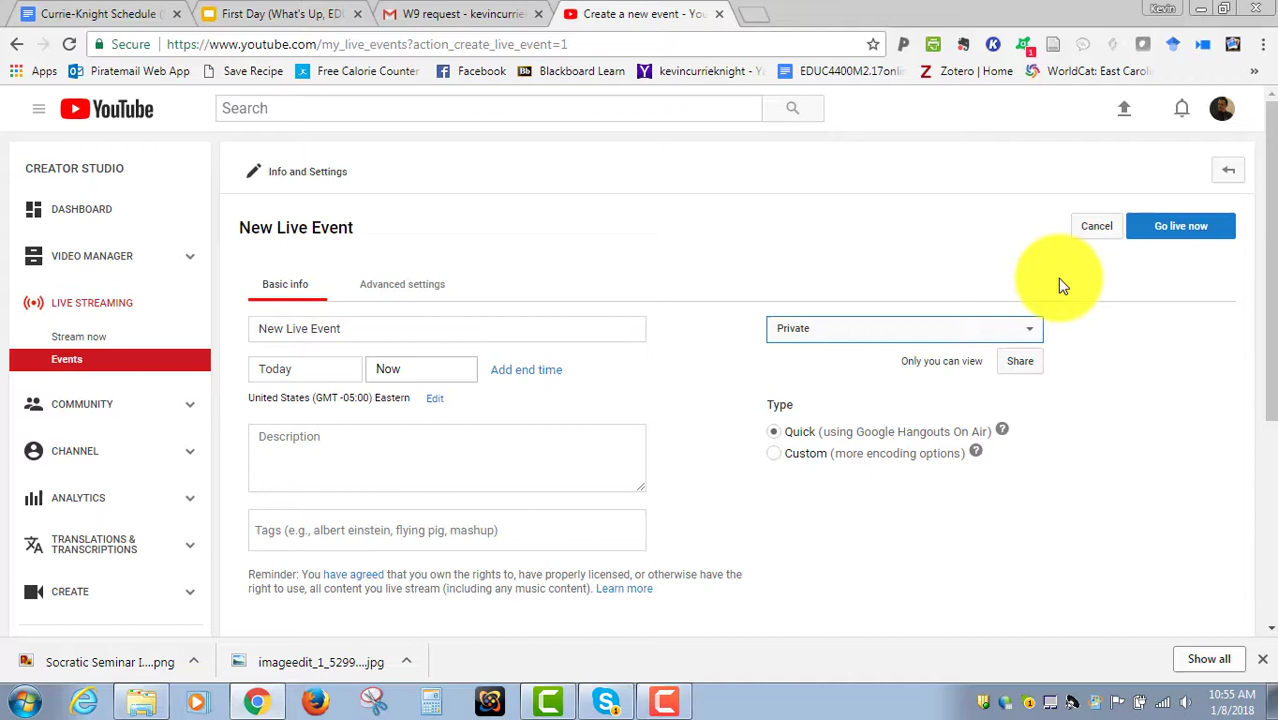 Currie-Knight Schedule (
First Day (What's Up, EDU
W9 request - kevincurrie
Create a new event - You
Kevin
Secure
https://www.youtube.com/my_live_events?action_create_live_event=1
Apps
Piratemail Web App
Save Recipe
Free Calorie Counter
Facebook
Blackboard Learn
kevincurrieknight - Y
EDUC4400M2.17onlin
Zotero | Home
WorldCat: East Caroli
YouTube
Search
CREATOR STUDIO
Info and Settings
DASHBOARD
New Live Event
Cancel
Go live now
VIDEO MANAGER
Basic info
Advanced settings
LIVE STREAMING
New Live Event
Private
Stream now
Events
Today
Now
Add end time
Only you can view
Share
United States (GMT -05:00) Eastern
Edit
COMMUNITY
Type
Description
Quick (using Google Hangouts On Air)
Custom (more encoding options)
CHANNEL
ANALYTICS
Tags (e.g., albert einstein, flying pig, mashup)
TRANSLATIONS &
TRANSCRIPTIONS
Reminder: You have agreed that you own the rights to, have properly licensed, or otherwise have the
right to use, all content you live stream (including any music content). Learn more
CREATE
Socratic Seminar I....png
imageedit_1_5299....jpg
Show all
10:55 AM
1/8/2018